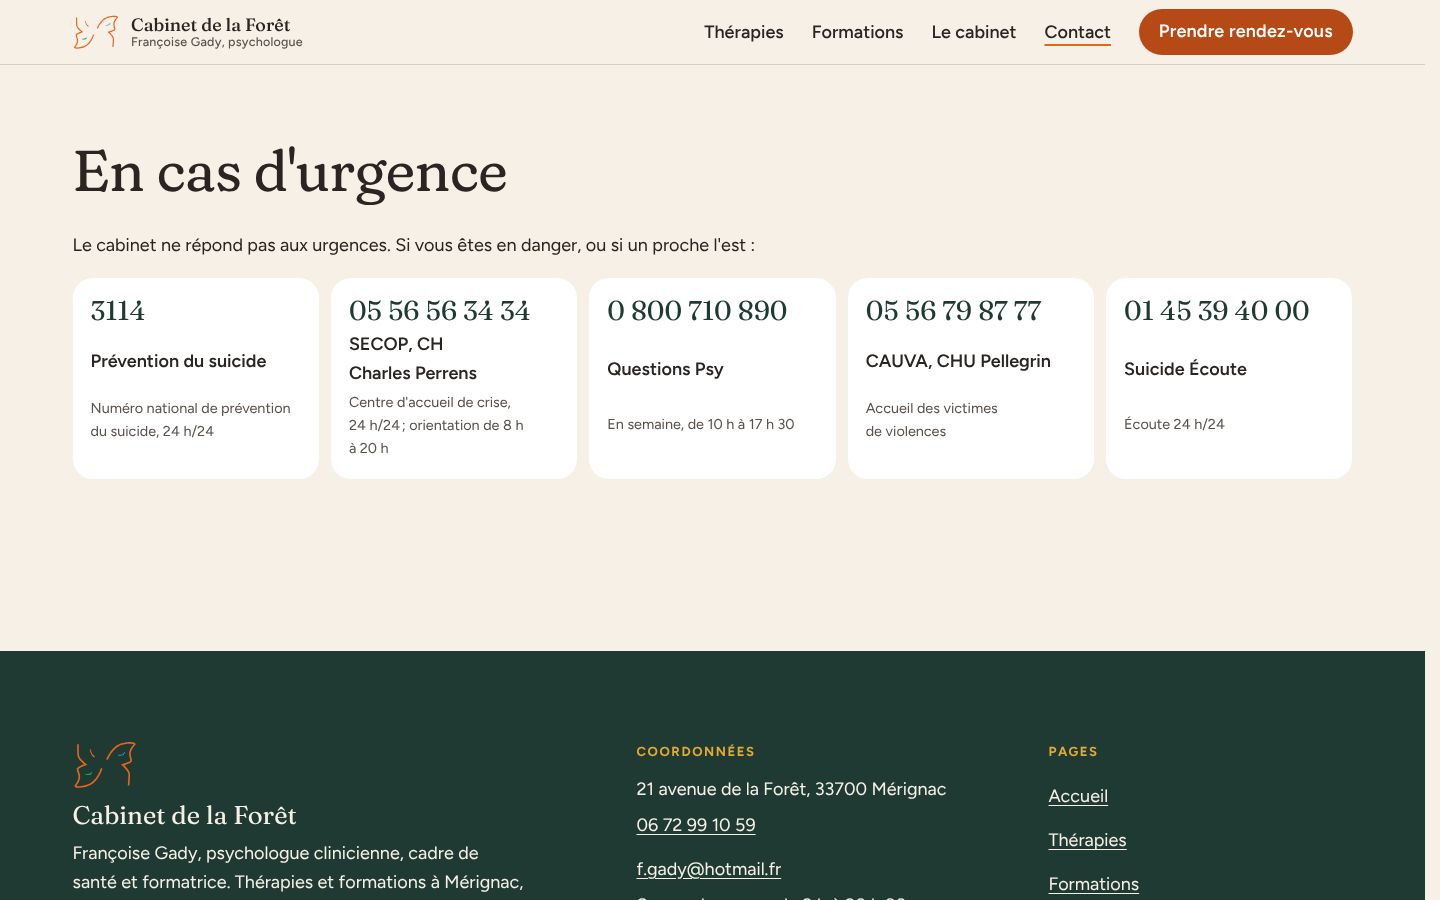 Cabinet de la Forêt
Françoise Gady, psychologue
Thérapies
Formations
Le cabinet
Contact
Prendre rendez-vous
En cas d'urgence
Le cabinet ne répond pas aux urgences. Si vous êtes en danger, ou si un proche l'est :
3114
Prévention du suicide
Numéro national de prévention
du suicide, 24 h/24
05 56 56 34 34
SECOP, CH
Charles Perrens
Centre d'accueil de crise,
24 h/24 ; orientation de 8 h
à 20 h
0 800 710 890
Questions Psy
En semaine, de 10 h à 17 h 30
05 56 79 87 77
CAUVA, CHU Pellegrin
Accueil des victimes
de violences
01 45 39 40 00
Suicide Écoute
Écoute 24 h/24
Cabinet de la Forêt
Françoise Gady, psychologue clinicienne, cadre de
santé et formatrice. Thérapies et formations à Mérignac,
COORDONNÉES
21 avenue de la Forêt, 33700 Mérignac
06 72 99 10 59
f.gady@hotmail.fr
PAGES
Accueil
Thérapies
Formations